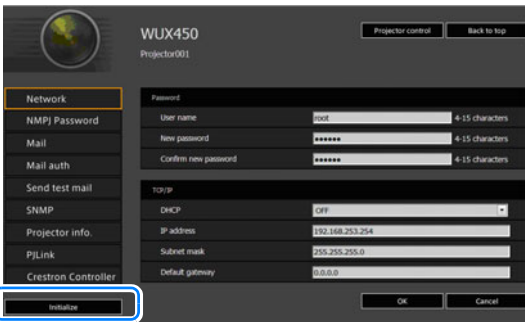 WUX450
Projector001
Projector control
Back to top
Network
NMPJ Password
Mail
Mail auth
Send test mail
SNMP
Projector info.
PJLink
Crestron Controller
Initialize
Password
User name root 4-15 characters
New password •••••• 4-15 characters
Confirm new password •••••• 4-15 characters
TCP/IP
DHCP OFF
IP address 192.168.253.254
Subnet mask 255.255.255.0
Default gateway 0.0.0.0
OK Cancel